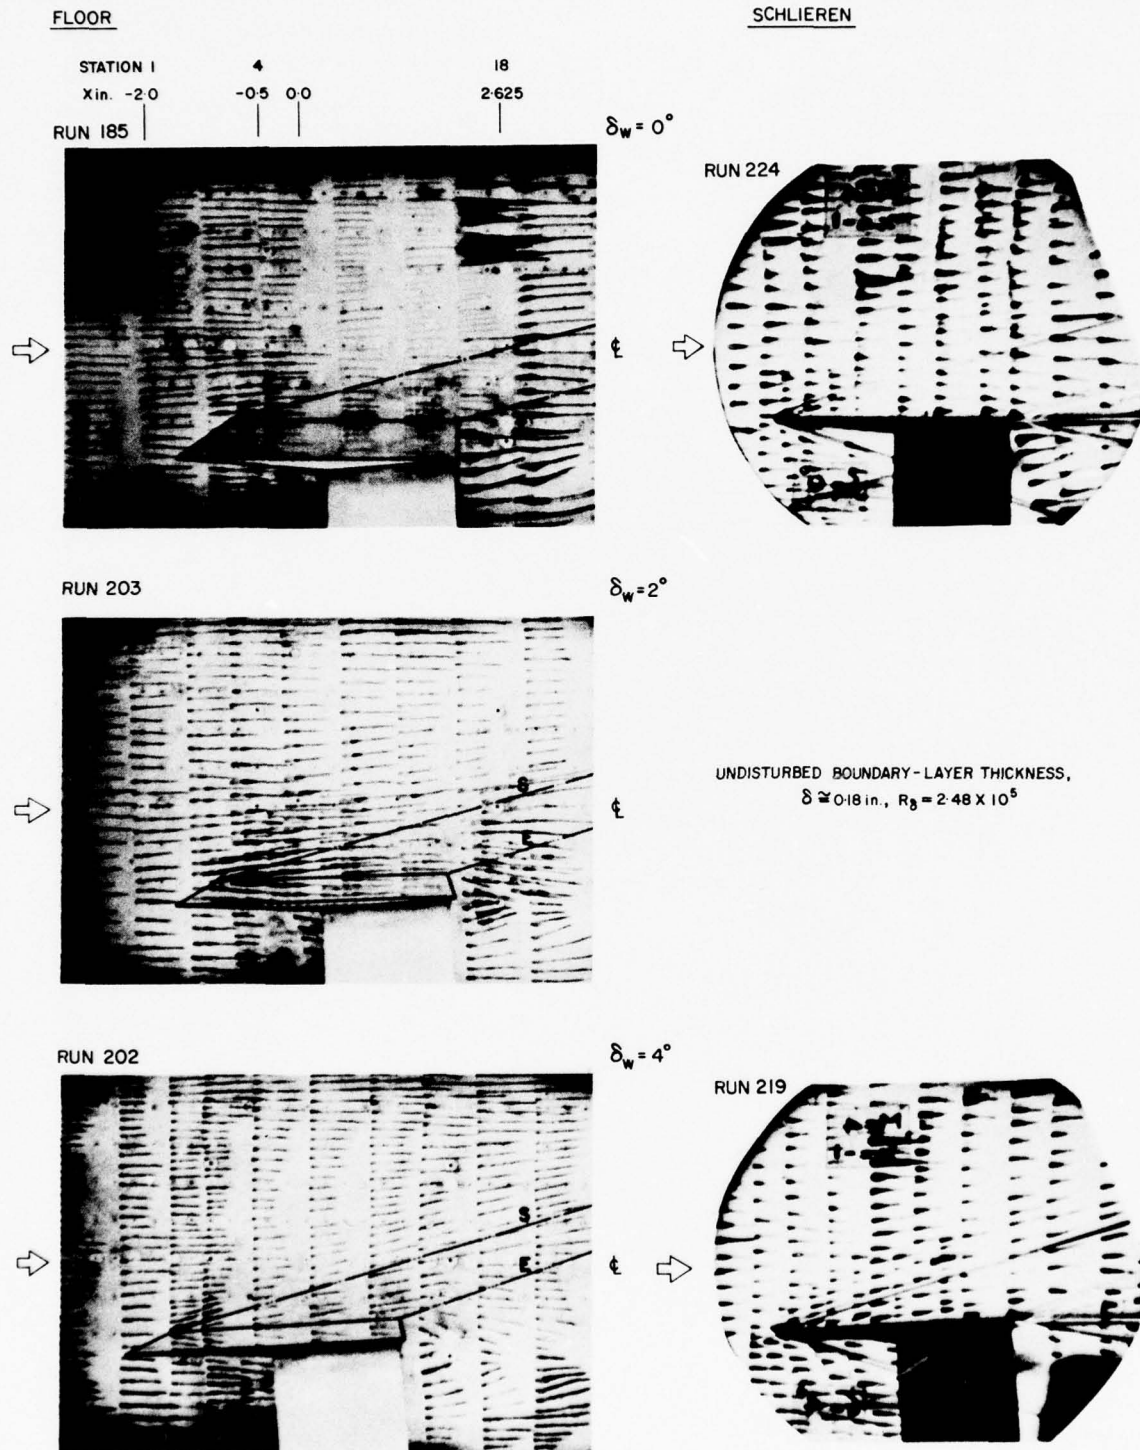 FLOOR
SCHLIEREN
STATION 1 4 18
X in. -2·0 -0·5 0·0 2·625
RUN 185
δw = 0°
RUN 224
℄
RUN 203
δw = 2°
S
E
℄
UNDISTURBED BOUNDARY-LAYER THICKNESS,
δ ≅ 0·18 in., Rδ = 2·48 X 10⁵
RUN 202
δw = 4°
RUN 219
S
E
℄